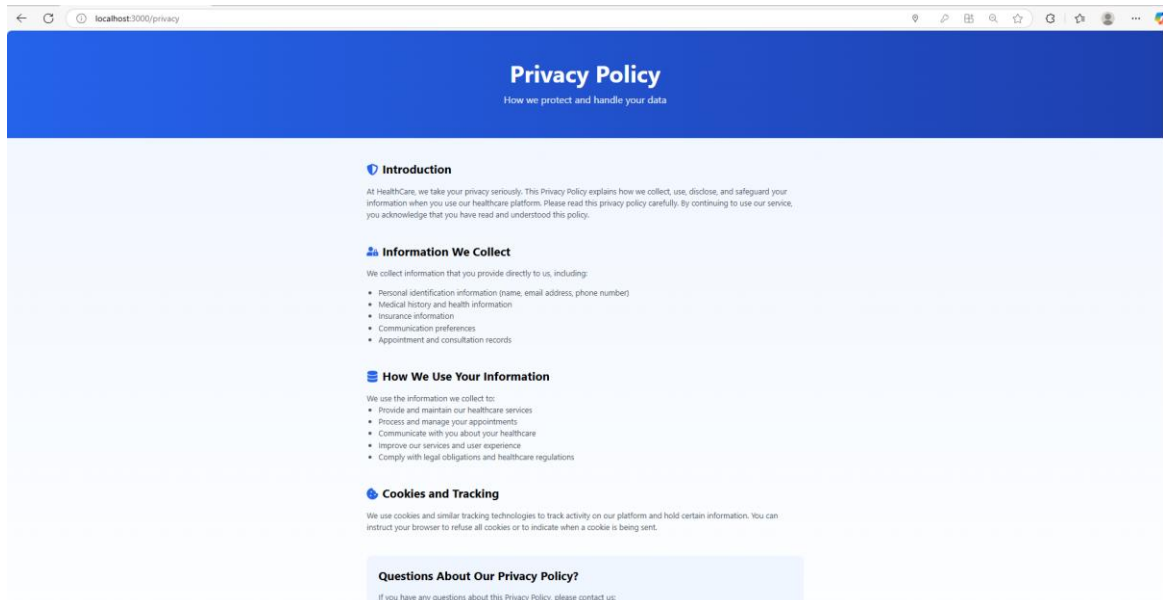 localhost:3000/privacy
Privacy Policy
How we protect and handle your data
Introduction
At HealthCare, we take your privacy seriously. This Privacy Policy explains how we collect, use, disclose, and safeguard your
information when you use our healthcare platform. Please read this privacy policy carefully. By continuing to use our service,
you acknowledge that you have read and understood this policy.
Information We Collect
We collect information that you provide directly to us, including:
• Personal identification information (name, email address, phone number)
• Medical history and health information
• Insurance information
• Communication preferences
• Appointment and consultation records
How We Use Your Information
We use the information we collect to:
• Provide and maintain our healthcare services
• Process and manage your appointments
• Communicate with you about your healthcare
• Improve our services and user experience
• Comply with legal obligations and healthcare regulations
Cookies and Tracking
We use cookies and similar tracking technologies to track activity on our platform and hold certain information. You can
instruct your browser to refuse all cookies or to indicate when a cookie is being sent.
Questions About Our Privacy Policy?
If you have any questions about this Privacy Policy, please contact us: